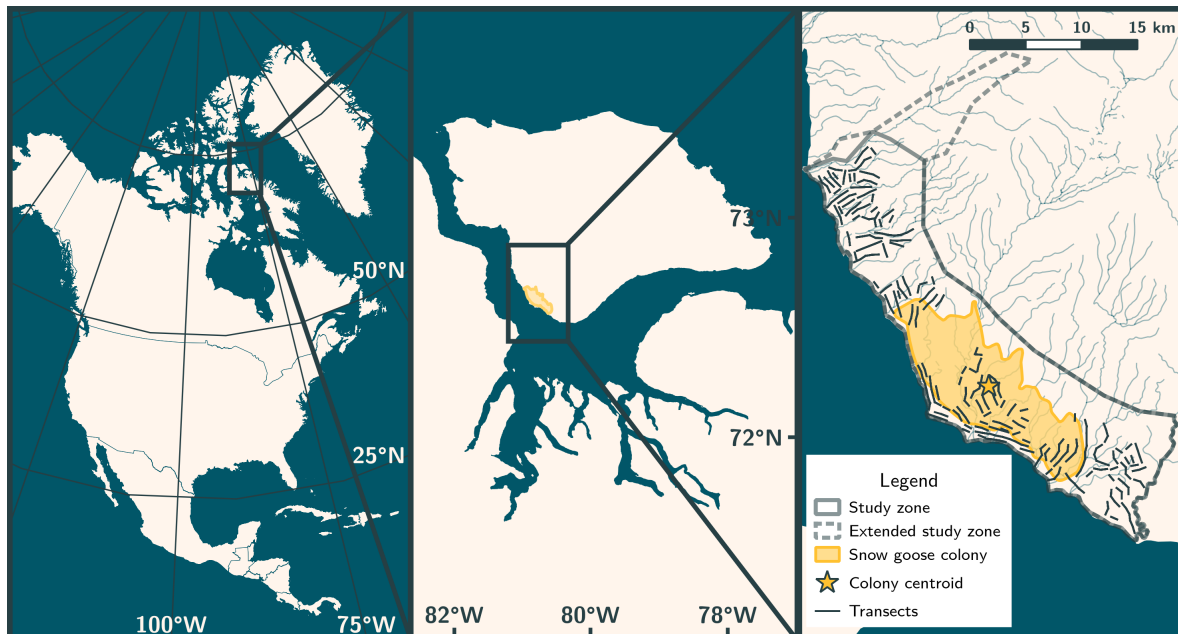 50°N
25°N
100°W
75°W
73°N
72°N
82°W
80°W
78°W
0
5
10
15 km
Legend
Study zone
Extended study zone
Snow goose colony
Colony centroid
Transects